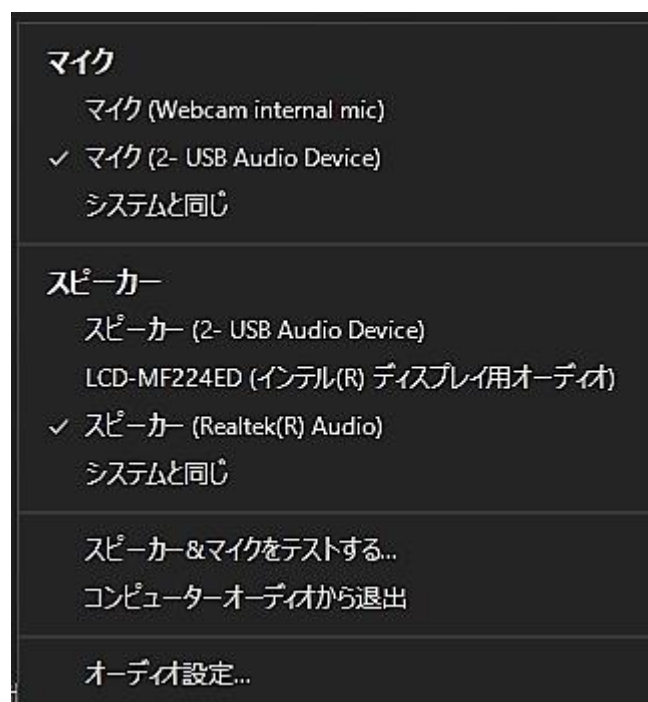 マイク
マイク (Webcam internal mic)
✓ マイク (2- USB Audio Device)
システムと同じ
スピーカー
スピーカー (2- USB Audio Device)
LCD-MF224ED (インテル(R) ディスプレイ用オーディオ)
✓ スピーカー (Realtek(R) Audio)
システムと同じ
スピーカー&マイクをテストする...
コンピューターオーディオから退出
オーディオ設定...